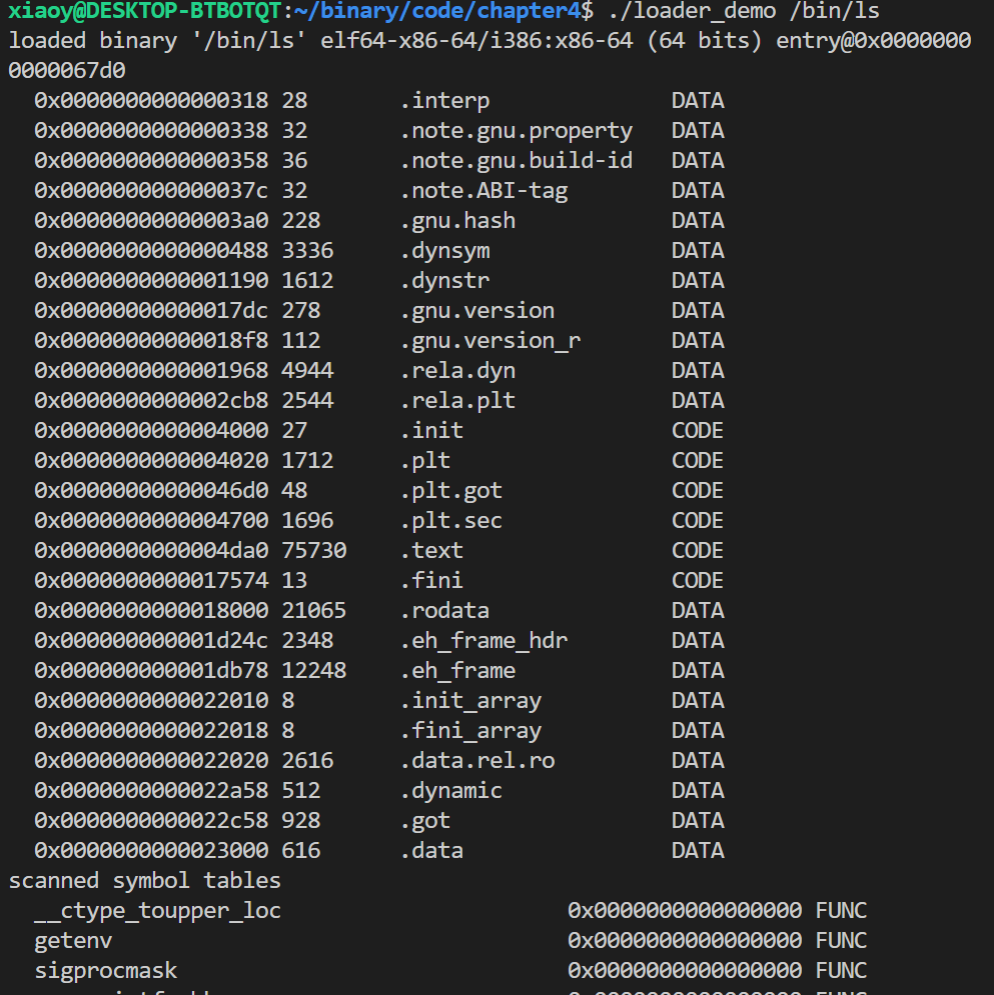 xiaoy@DESKTOP-BTBOTQT:~/binary/code/chapter4$ ./loader_demo /bin/ls
loaded binary '/bin/ls' elf64-x86-64/i386:x86-64 (64 bits) entry@0x0000000
0000067d0
0x0000000000000318 28 .interp DATA
0x0000000000000338 32 .note.gnu.property DATA
0x0000000000000358 36 .note.gnu.build-id DATA
0x000000000000037c 32 .note.ABI-tag DATA
0x00000000000003a0 228 .gnu.hash DATA
0x0000000000000488 3336 .dynsym DATA
0x0000000000001190 1612 .dynstr DATA
0x00000000000017dc 278 .gnu.version DATA
0x00000000000018f8 112 .gnu.version_r DATA
0x0000000000001968 4944 .rela.dyn DATA
0x0000000000002cb8 2544 .rela.plt DATA
0x0000000000004000 27 .init CODE
0x0000000000004020 1712 .plt CODE
0x00000000000046d0 48 .plt.got CODE
0x0000000000004700 1696 .plt.sec CODE
0x0000000000004da0 75730 .text CODE
0x0000000000017574 13 .fini CODE
0x0000000000018000 21065 .rodata DATA
0x000000000001d24c 2348 .eh_frame_hdr DATA
0x000000000001db78 12248 .eh_frame DATA
0x0000000000022010 8 .init_array DATA
0x0000000000022018 8 .fini_array DATA
0x0000000000022020 2616 .data.rel.ro DATA
0x0000000000022a58 512 .dynamic DATA
0x0000000000022c58 928 .got DATA
0x0000000000023000 616 .data DATA
scanned symbol tables
__ctype_toupper_loc 0x0000000000000000 FUNC
getenv 0x0000000000000000 FUNC
sigprocmask 0x0000000000000000 FUNC